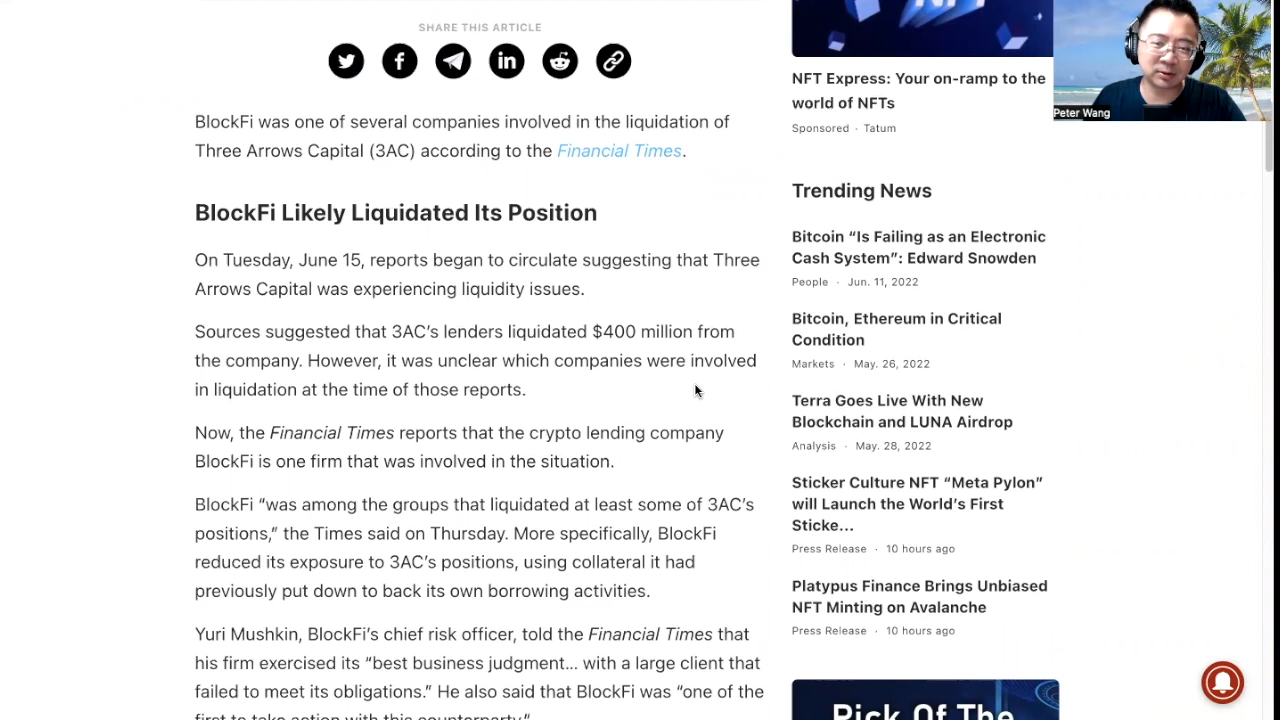 SHARE THIS ARTICLE
BlockFi was one of several companies involved in the liquidation of
Three Arrows Capital (3AC) according to the Financial Times.
BlockFi Likely Liquidated Its Position
On Tuesday, June 15, reports began to circulate suggesting that Three
Arrows Capital was experiencing liquidity issues.
Sources suggested that 3AC’s lenders liquidated $400 million from
the company. However, it was unclear which companies were involved
in liquidation at the time of those reports.
Now, the Financial Times reports that the crypto lending company
BlockFi is one firm that was involved in the situation.
BlockFi “was among the groups that liquidated at least some of 3AC’s
positions,” the Times said on Thursday. More specifically, BlockFi
reduced its exposure to 3AC’s positions, using collateral it had
previously put down to back its own borrowing activities.
Yuri Mushkin, BlockFi’s chief risk officer, told the Financial Times that
his firm exercised its “best business judgment... with a large client that
failed to meet its obligations.” He also said that BlockFi was “one of the
first to take action with this counterparty.”
NFT
NFT Express: Your on-ramp to the
world of NFTs
Sponsored · Tatum
Peter Wang
Trending News
Bitcoin “Is Failing as an Electronic
Cash System”: Edward Snowden
People · Jun. 11, 2022
Bitcoin, Ethereum in Critical
Condition
Markets · May. 26, 2022
Terra Goes Live With New
Blockchain and LUNA Airdrop
Analysis · May. 28, 2022
Sticker Culture NFT “Meta Pylon”
will Launch the World’s First
Sticke...
Press Release · 10 hours ago
Platypus Finance Brings Unbiased
NFT Minting on Avalanche
Press Release · 10 hours ago
Pick Of The